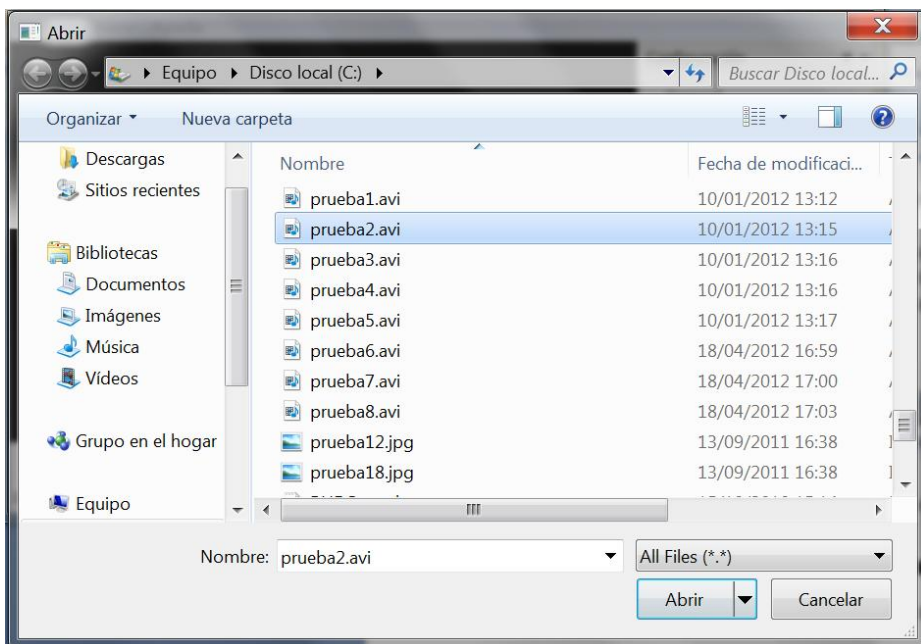 Abrir
Equipo Disco local (C:) Buscar Disco local...
Organizar Nueva carpeta
Descargas
Sitios recientes
Bibliotecas
Documentos
Imágenes
Música
Vídeos
Grupo en el hogar
Equipo
Nombre Fecha de modificaci...
prueba1.avi 10/01/2012 13:12
prueba2.avi 10/01/2012 13:15
prueba3.avi 10/01/2012 13:16
prueba4.avi 10/01/2012 13:16
prueba5.avi 10/01/2012 13:17
prueba6.avi 18/04/2012 16:59
prueba7.avi 18/04/2012 17:00
prueba8.avi 18/04/2012 17:03
prueba12.jpg 13/09/2011 16:38
prueba18.jpg 13/09/2011 16:38
Nombre: prueba2.avi All Files (*.*)
Abrir Cancelar